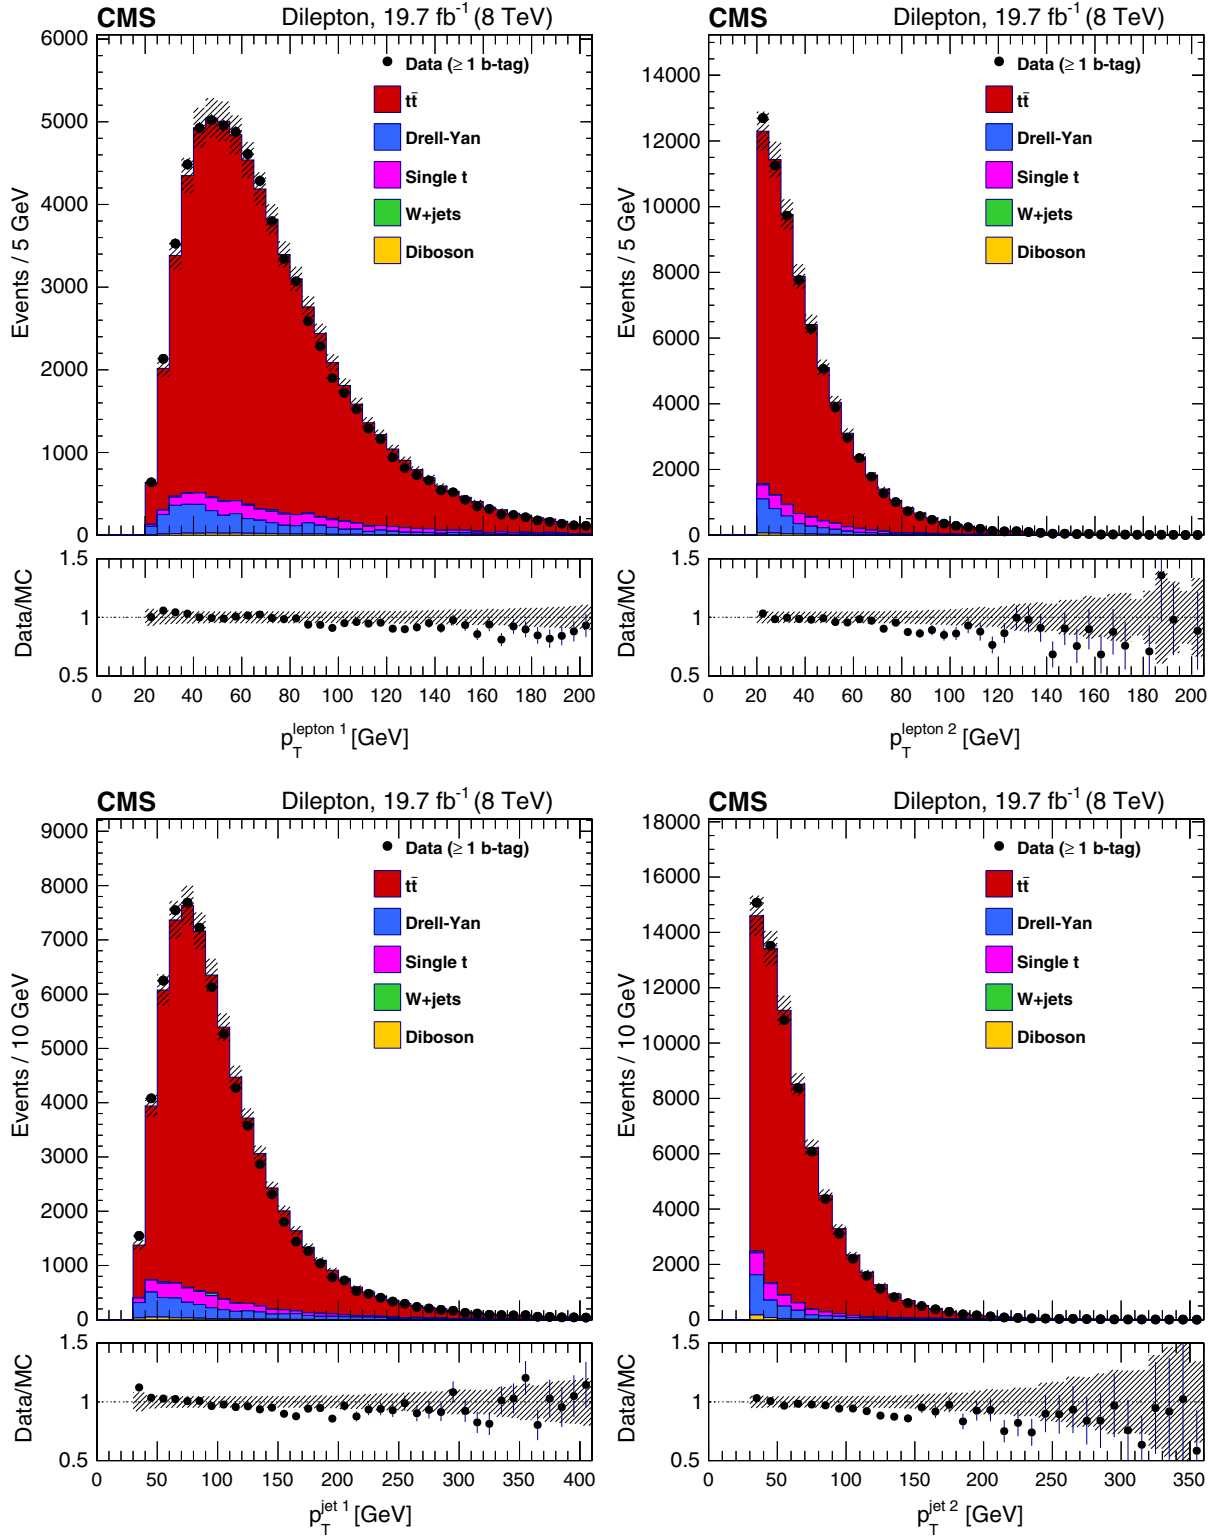 CMS Dilepton, 19.7 fb⁻¹ (8 TeV)
Events / 5 GeV
6000
5000
4000
3000
2000
1000
0
Data (≥ 1 b-tag)
tt̄
Drell-Yan
Single t
W+jets
Diboson
Data/MC
1.5
1
0.5
0 20 40 60 80 100 120 140 160 180 200
p_T^lepton 1 [GeV]
CMS Dilepton, 19.7 fb⁻¹ (8 TeV)
Events / 5 GeV
14000
12000
10000
8000
6000
4000
2000
0
Data (≥ 1 b-tag)
tt̄
Drell-Yan
Single t
W+jets
Diboson
Data/MC
1.5
1
0.5
0 20 40 60 80 100 120 140 160 180 200
p_T^lepton 2 [GeV]
CMS Dilepton, 19.7 fb⁻¹ (8 TeV)
Events / 10 GeV
9000
8000
7000
6000
5000
4000
3000
2000
1000
0
Data (≥ 1 b-tag)
tt̄
Drell-Yan
Single t
W+jets
Diboson
Data/MC
1.5
1
0.5
0 50 100 150 200 250 300 350 400
p_T^jet 1 [GeV]
CMS Dilepton, 19.7 fb⁻¹ (8 TeV)
Events / 10 GeV
18000
16000
14000
12000
10000
8000
6000
4000
2000
0
Data (≥ 1 b-tag)
tt̄
Drell-Yan
Single t
W+jets
Diboson
Data/MC
1.5
1
0.5
0 50 100 150 200 250 300 350
p_T^jet 2 [GeV]